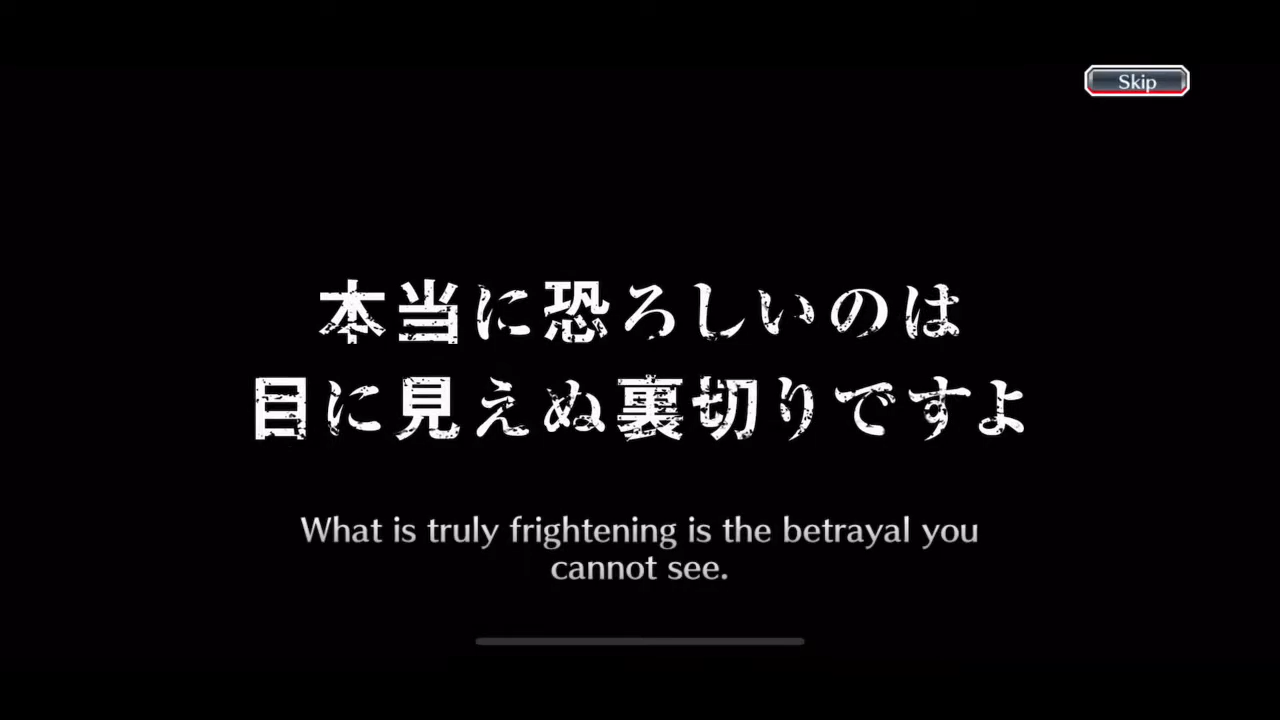 Skip
本当に恐ろしいのは
目に見えぬ裏切りですよ
What is truly frightening is the betrayal you
cannot see.